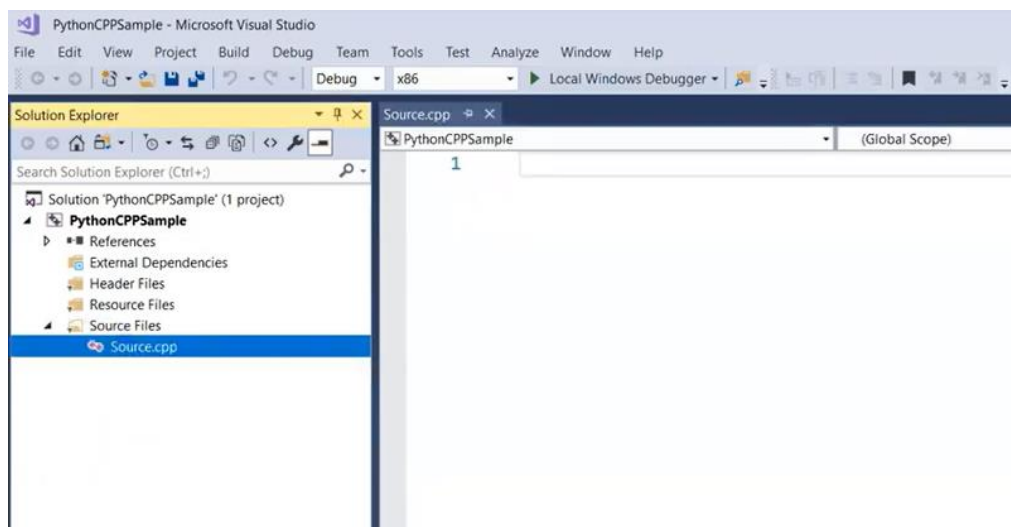 PythonCPPSample - Microsoft Visual Studio
File Edit View Project Build Debug Team Tools Test Analyze Window Help
Debug x86 Local Windows Debugger
Solution Explorer
Source.cpp
PythonCPPSample
(Global Scope)
Search Solution Explorer (Ctrl+;)
1
Solution 'PythonCPPSample' (1 project)
PythonCPPSample
References
External Dependencies
Header Files
Resource Files
Source Files
Source.cpp